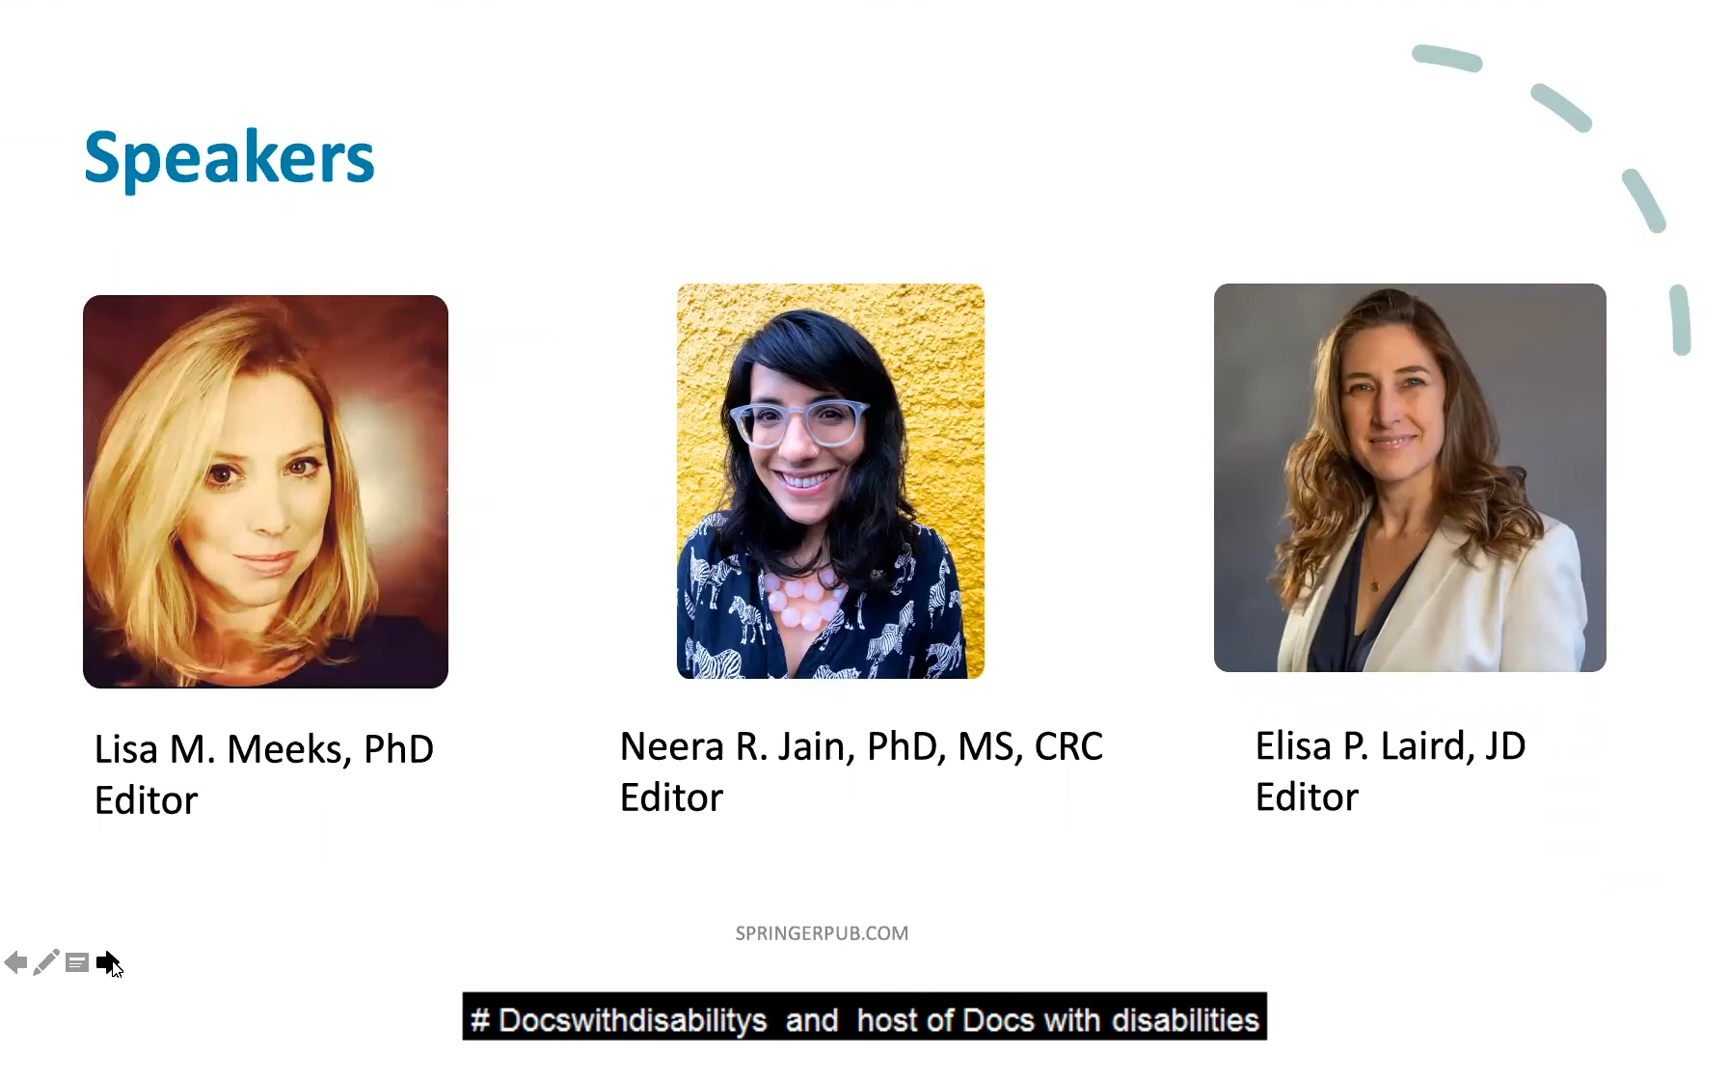 Speakers
Lisa M. Meeks, PhD
Editor
Neera R. Jain, PhD, MS, CRC
Editor
Elisa P. Laird, JD
Editor
SPRINGERPUB.COM
# Docswithdisabilitys and host of Docs with disabilities